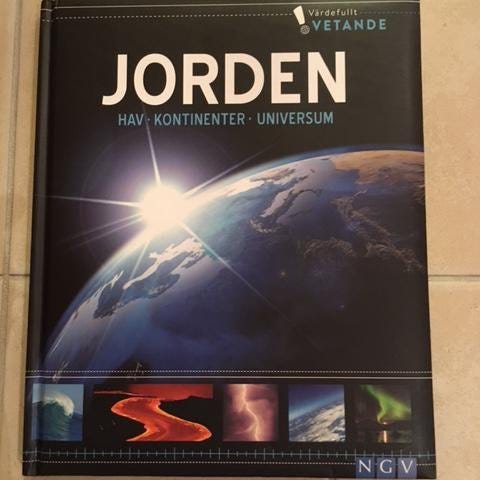 Värdefullt
VETANDE
JORDEN
HAV · KONTINENTER · UNIVERSUM
NGV